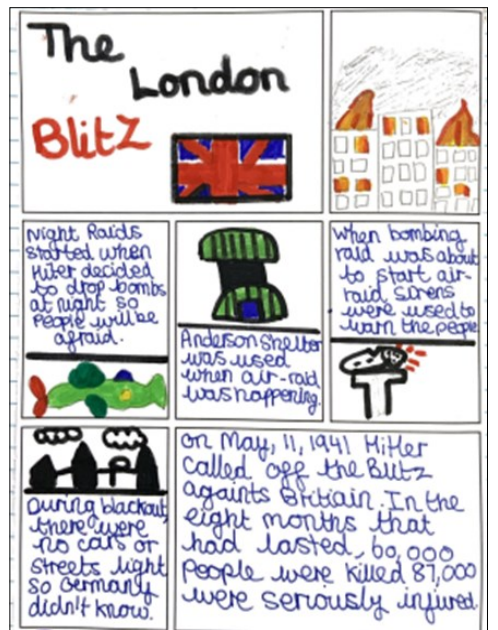 The
London
Blitz
Night Raids
started when
Hitler decided
to drop bombs
at night so
people will be
afraid.
Anderson Shelter
was used
when air-raid
was happening.
When bombing
raid was about
to start air-
raid sirens
were used to
warn the people
During blackout,
there were
no cars or
streets light
so Germany
didn't know.
on May, 11, 1941 Hitler
called off the Blitz
againts Britiain. In the
eight months that
had lasted, 60,000
people were killed 87,000
were seriously injured.